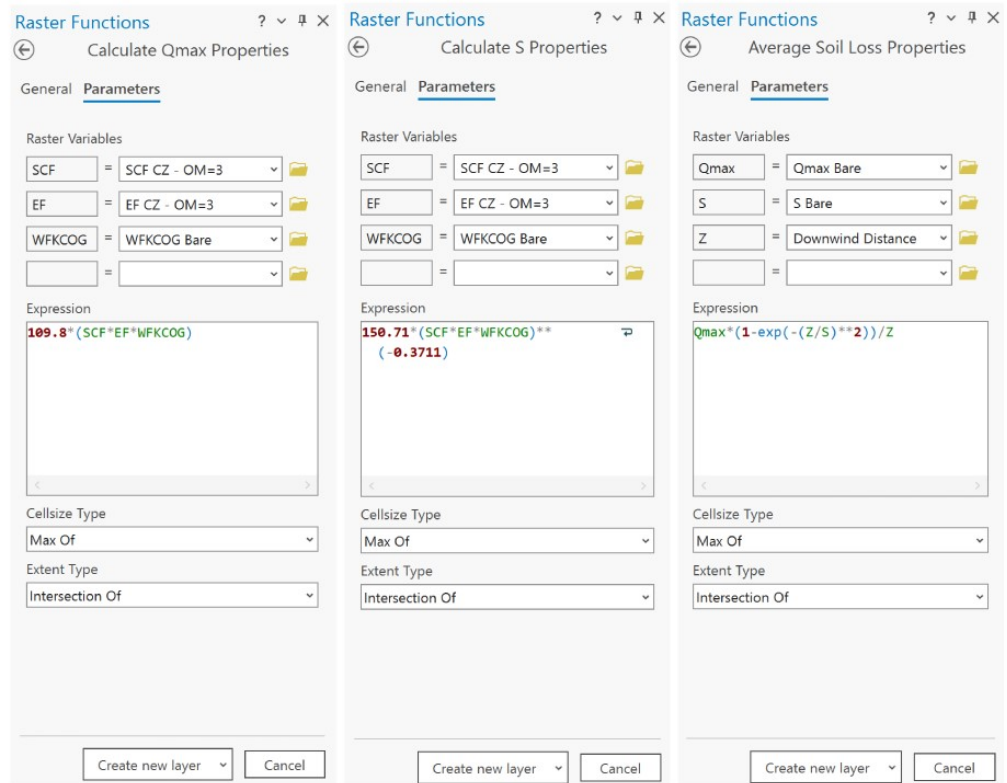 Raster Functions
Calculate Qmax Properties
General Parameters
Raster Variables
SCF = SCF CZ - OM=3
EF = EF CZ - OM=3
WFKCOG = WFKCOG Bare
=
Expression
109.8*(SCF*EF*WFKCOG)
Cellsize Type
Max Of
Extent Type
Intersection Of
Create new layer Cancel
Raster Functions
Calculate S Properties
General Parameters
Raster Variables
SCF = SCF CZ - OM=3
EF = EF CZ - OM=3
WFKCOG = WFKCOG Bare
=
Expression
150.71*(SCF*EF*WFKCOG)**
(-0.3711)
Cellsize Type
Max Of
Extent Type
Intersection Of
Create new layer Cancel
Raster Functions
Average Soil Loss Properties
General Parameters
Raster Variables
Qmax = Qmax Bare
S = S Bare
Z = Downwind Distance
=
Expression
Qmax*(1-exp(-(Z/S)**2))/Z
Cellsize Type
Max Of
Extent Type
Intersection Of
Create new layer Cancel